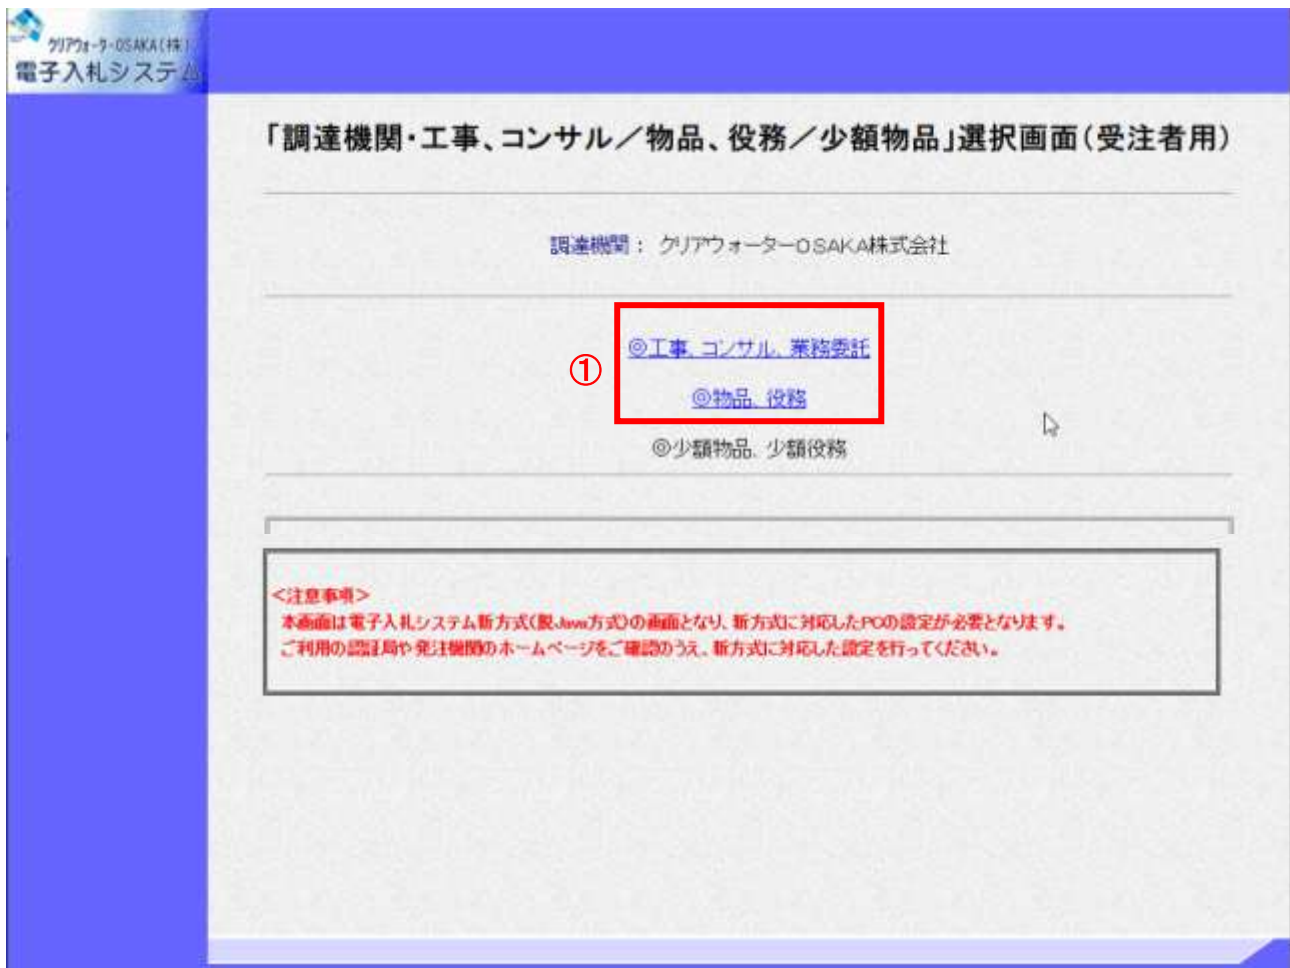 クリアウォーターOSAKA(株)
電子入札システム
「調達機関・工事、コンサル／物品、役務／少額物品」選択画面(受注者用)
調達機関： クリアウォーターOSAKA株式会社
①
◎工事、コンサル、業務委託
◎物品、役務
◎少額物品、少額役務
<注意事項>
本画面は電子入札システム新方式(脱Java方式)の画面となり、新方式に対応したPCの設定が必要となります。
ご利用の認証局や発注機関のホームページをご確認のうえ、新方式に対応した設定を行ってください。